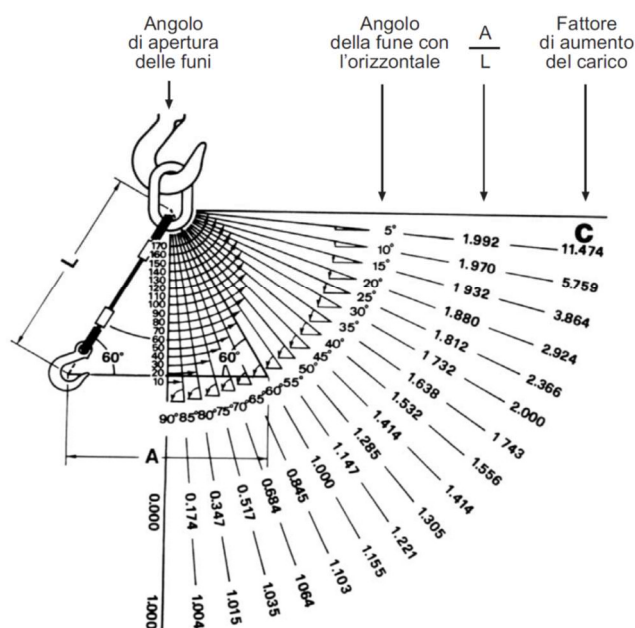 Angolo
di apertura
delle funi
Angolo
della fune con
l'orizzontale
A
L
Fattore
di aumento
del carico
C
L
60°
60°
A
170
160
150
140
130
120
110
100
90
80
70
60
50
40
30
20
10
5° 1.992 11.474
10° 1.970 5.759
15° 1 932 3.864
20° 1.880 2.924
25° 1.812 2.366
30° 1 732 2.000
35° 1.638 1 743
40° 1.532 1.556
45° 1.414 1.414
50° 1.285 1.305
55° 1.147 1.221
60° 1.000 1.155
65° 0.845 1.103
70° 0.684 1064
75° 0.517 1.035
80° 0.347 1.015
85° 0.174 1.004
90° 0.000 1.000